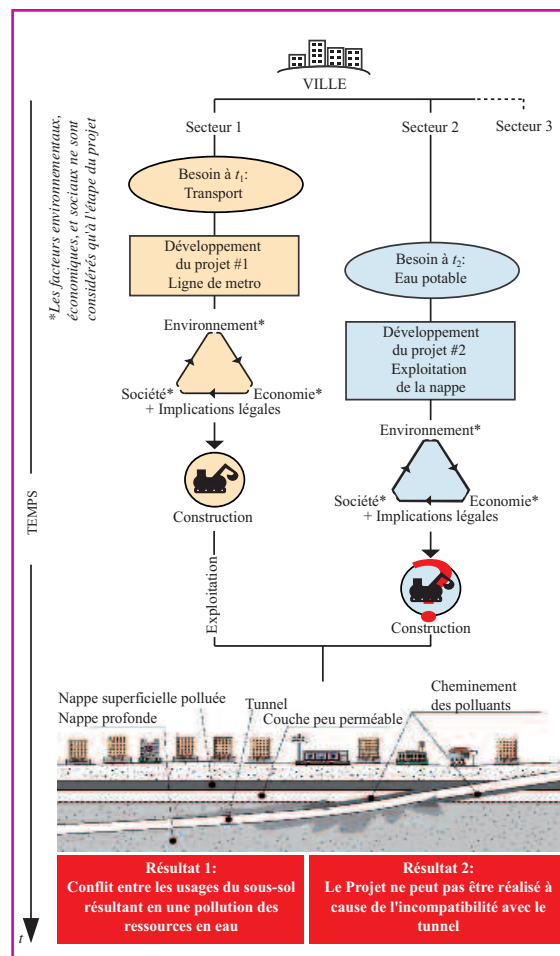 VILLE
Secteur 1
Secteur 2
Secteur 3
*Les facteurs environnementaux,
économiques, et sociaux ne sont
considérés qu'à l'étape du projet
Besoin à t₁:
Transport
Développement
du projet #1
Ligne de metro
Environnement*
Société*
Economie*
+ Implications légales
Construction
Exploitation
Besoin à t₂:
Eau potable
Développement
du projet #2
Exploitation
de la nappe
Environnement*
Société*
Economie*
+ Implications légales
Construction
TEMPS
t
Nappe superficielle polluée
Nappe profonde
Tunnel
Couche peu perméable
Cheminement
des polluants
Résultat 1:
Conflit entre les usages du sous-sol
résultant en une pollution des
ressources en eau
Résultat 2:
Le Projet ne peut pas être réalisé à
cause de l'incompatibilité avec le
tunnel